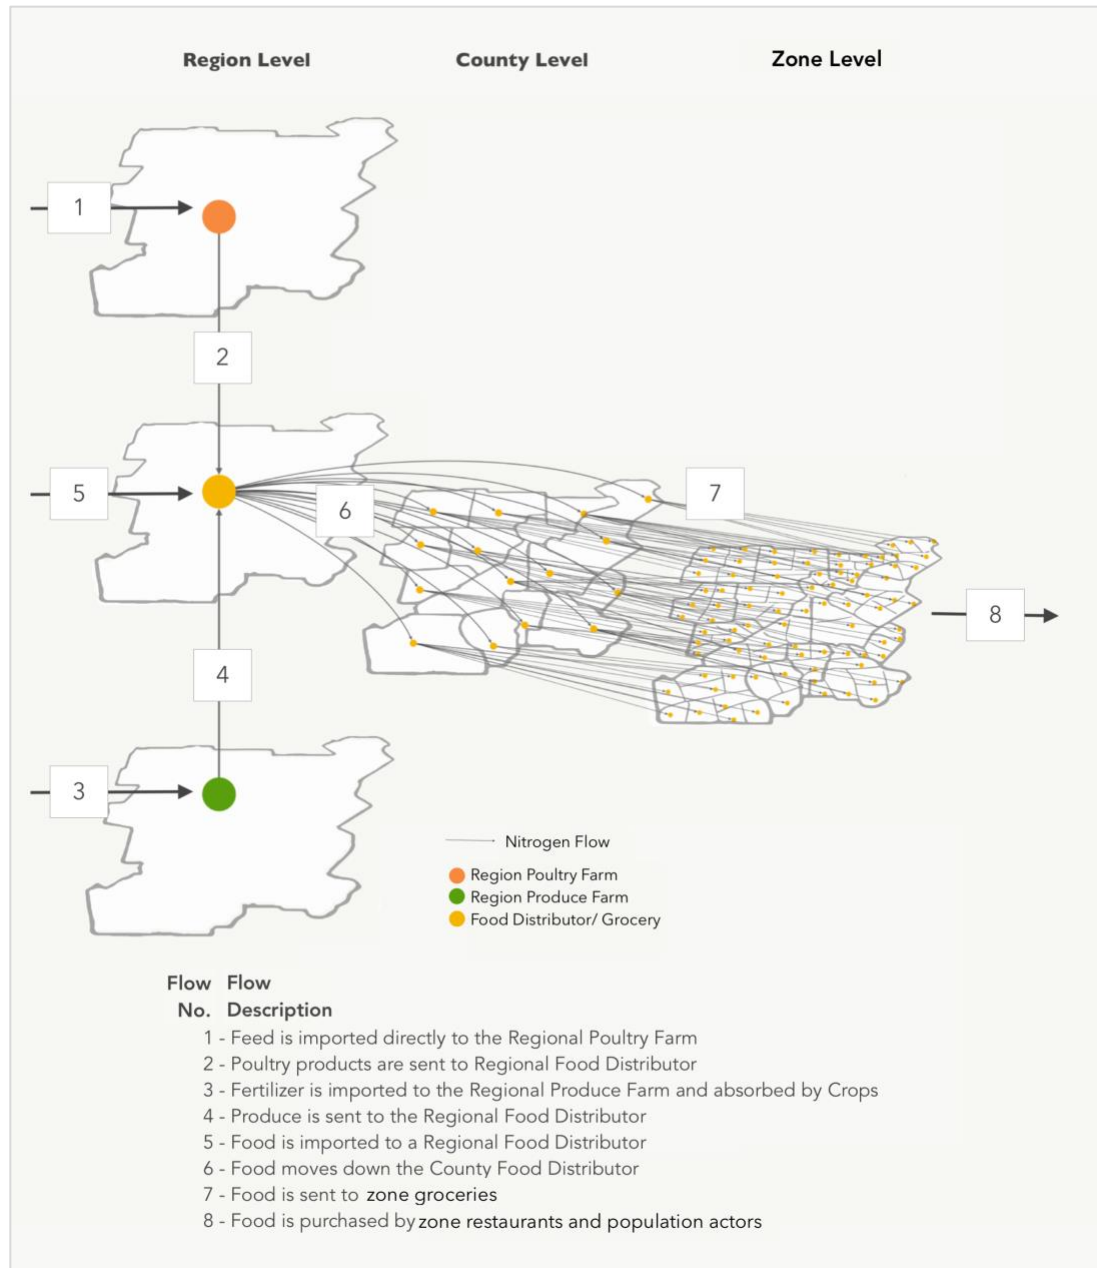 Region Level County Level Zone Level
1
2
5
6
7
8
4
3
Nitrogen Flow
Region Poultry Farm
Region Produce Farm
Food Distributor/ Grocery
Flow Flow
No. Description
1 - Feed is imported directly to the Regional Poultry Farm
2 - Poultry products are sent to Regional Food Distributor
3 - Fertilizer is imported to the Regional Produce Farm and absorbed by Crops
4 - Produce is sent to the Regional Food Distributor
5 - Food is imported to a Regional Food Distributor
6 - Food moves down the County Food Distributor
7 - Food is sent to zone groceries
8 - Food is purchased by zone restaurants and population actors